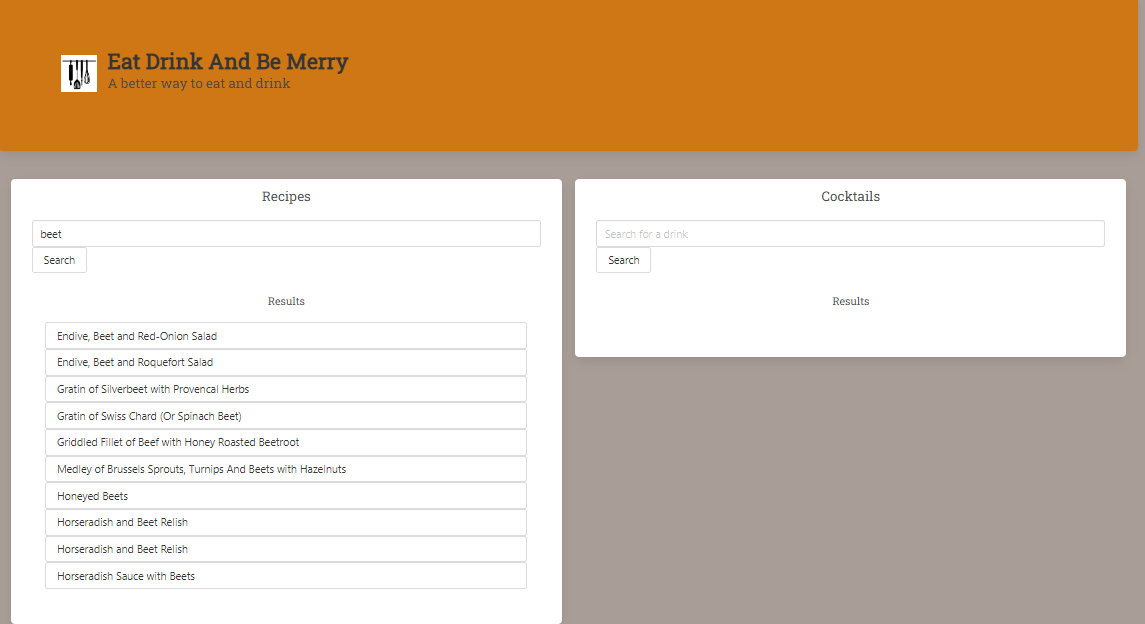 Eat Drink And Be Merry
A better way to eat and drink
Recipes
beet
Search
Results
Endive, Beet and Red-Onion Salad
Endive, Beet and Roquefort Salad
Gratin of Silverbeet with Provencal Herbs
Gratin of Swiss Chard (Or Spinach Beet)
Griddled Fillet of Beef with Honey Roasted Beetroot
Medley of Brussels Sprouts, Turnips And Beets with Hazelnuts
Honeyed Beets
Horseradish and Beet Relish
Horseradish and Beet Relish
Horseradish Sauce with Beets
Cocktails
Search for a drink
Search
Results